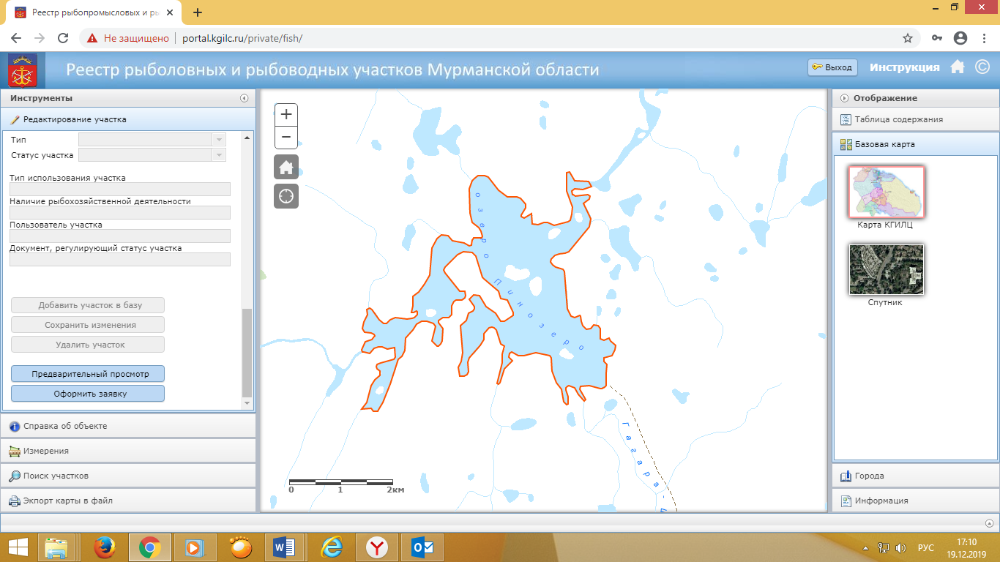 Реестр рыбопромысловых и ры
Не защищено
portal.kgilc.ru/private/fish/
Реестр рыболовных и рыбоводных участков Мурманской области
Выход
Инструкция
Инструменты
Редактирование участка
Тип
Статус участка
Тип использования участка
Наличие рыбохозяйственной деятельности
Пользователь участка
Документ, регулирующий статус участка
Добавить участок в базу
Сохранить изменения
Удалить участок
Предварительный просмотр
Оформить заявку
Справка об объекте
Измерения
Поиск участков
Экспорт карты в файл
+
−
озеро Пинозеро
Гагара-
0 1 2км
Отображение
Таблица содержания
Базовая карта
Карта КГИЛЦ
Спутник
Города
Информация
РУС
17:10
19.12.2019